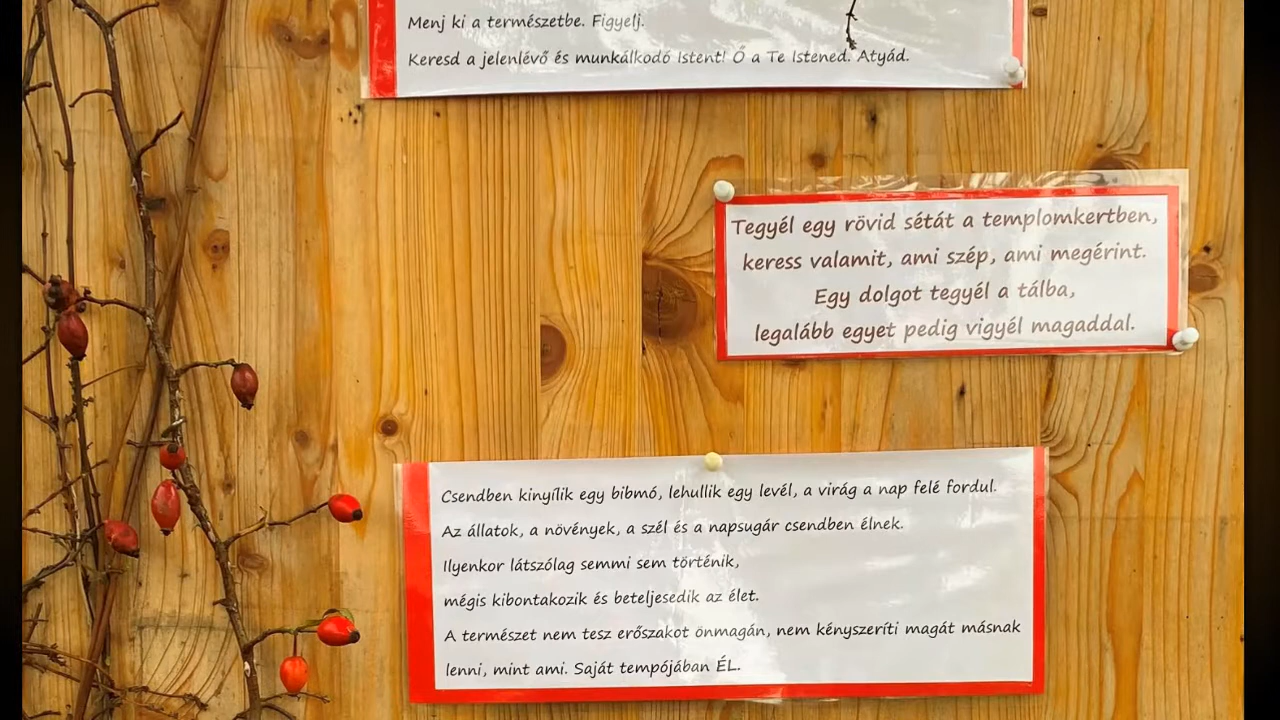 Menj ki a természetbe. Figyelj.
Keresd a jelenlévő és munkálkodó Istent! Ő a Te Istened. Atyád.
Tegyél egy rövid sétát a templomkertben,
keress valamit, ami szép, ami megérint.
Egy dolgot tegyél a tálba,
legalább egyet pedig vigyél magaddal.
Csendben kinyílik egy bibmó, lehullik egy levél, a virág a nap felé fordul.
Az állatok, a növények, a szél és a napsugár csendben élnek.
Ilyenkor látszólag semmi sem történik,
mégis kibontakozik és beteljesedik az élet.
A természet nem tesz erőszakot önmagán, nem kényszeríti magát másnak
lenni, mint ami. Saját tempójában ÉL.